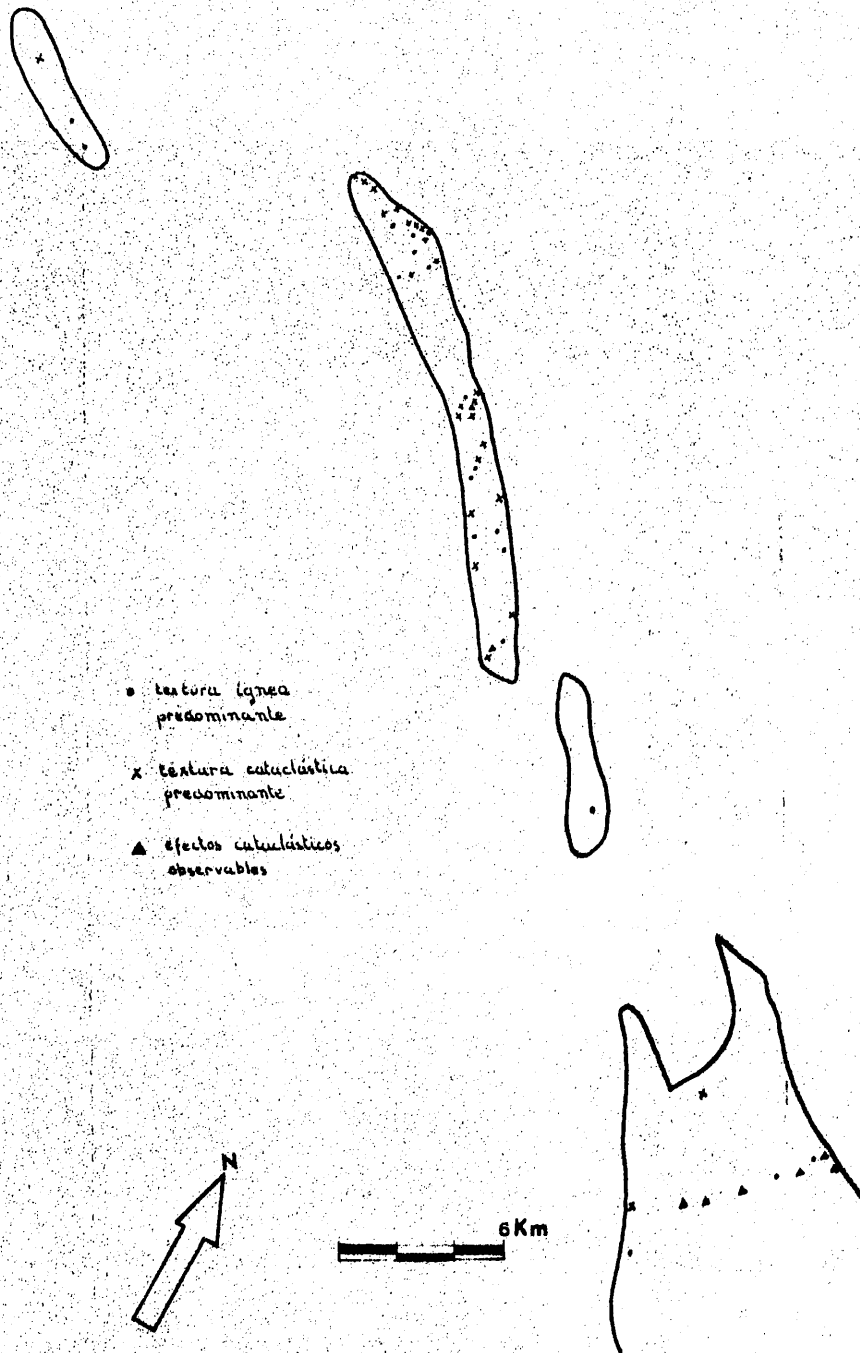 • textura ígnea
predominante
x textura cataclástica
predominante
▲ efectos cataclásticos
observables
N
6 Km